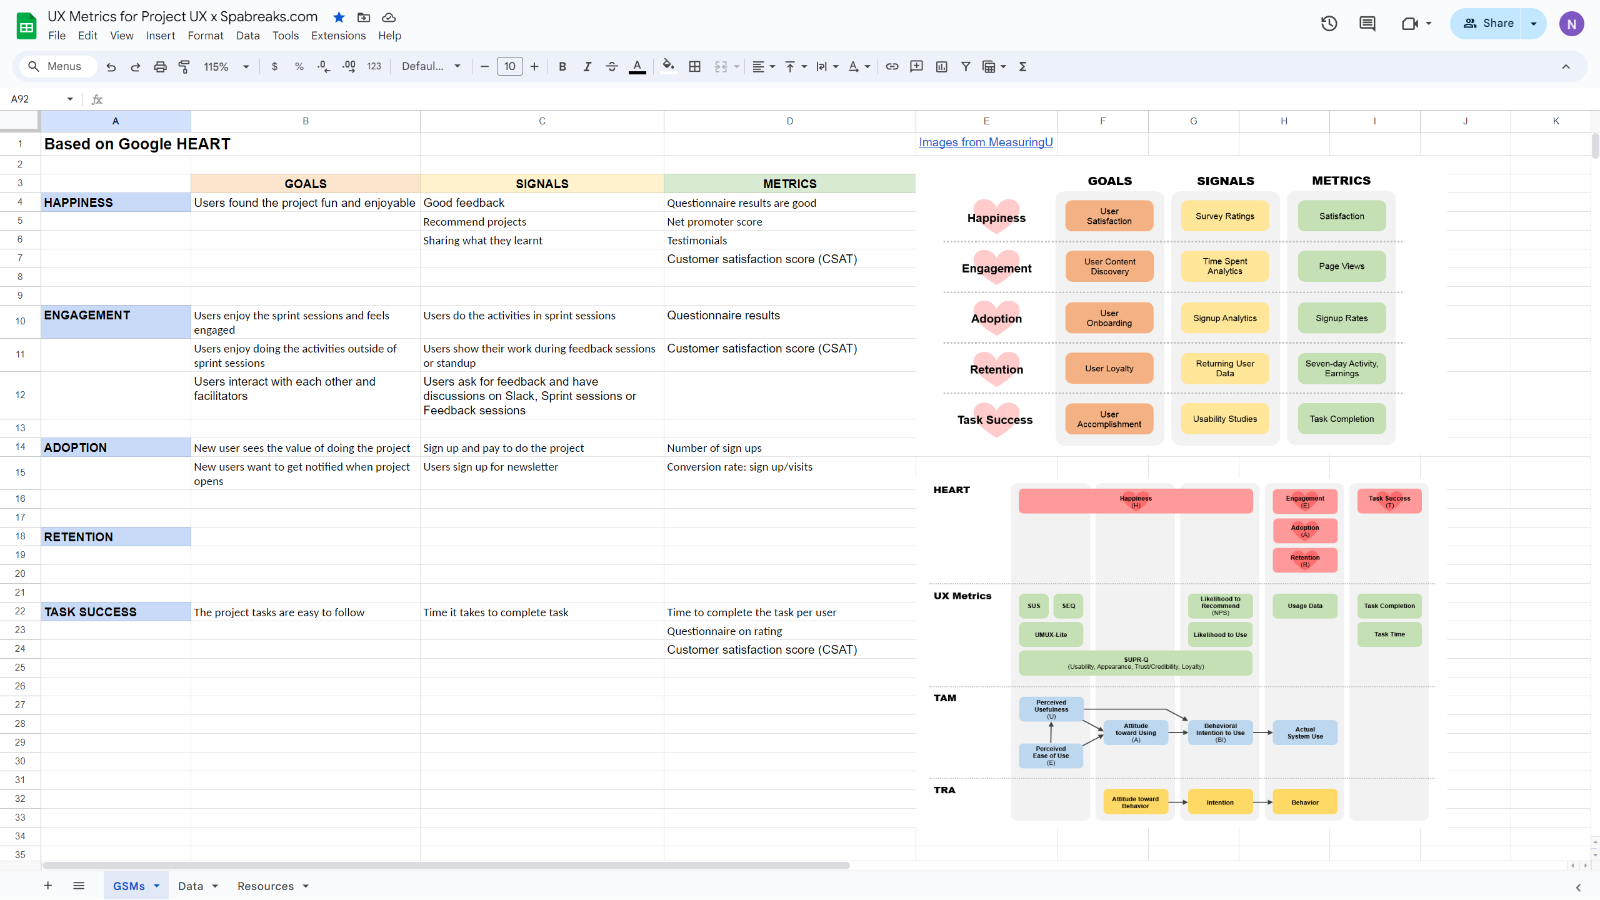 UX Metrics for Project UX x Spabreaks.com
File Edit View Insert Format Data Tools Extensions Help
Share
N
Menus
115%
$ % .0 .00 123
Defaul...
10
B I A
A92
fx
A B C D E F G H I J K
1 Based on Google HEART
Images from MeasuringU
2
3 GOALS SIGNALS METRICS
4 HAPPINESS Users found the project fun and enjoyable Good feedback Questionnaire results are good
5 Recommend projects Net promoter score
6 Sharing what they learnt Testimonials
7 Customer satisfaction score (CSAT)
8
9
10 ENGAGEMENT Users enjoy the sprint sessions and feels engaged Users do the activities in sprint sessions Questionnaire results
11 Users enjoy doing the activities outside of sprint sessions Users show their work during feedback sessions or standup Customer satisfaction score (CSAT)
12 Users interact with each other and facilitators Users ask for feedback and have discussions on Slack, Sprint sessions or Feedback sessions
13
14 ADOPTION New user sees the value of doing the project Sign up and pay to do the project Number of sign ups
15 New users want to get notified when project opens Users sign up for newsletter Conversion rate: sign up/visits
16
17
18 RETENTION
19
20
21
22 TASK SUCCESS The project tasks are easy to follow Time it takes to complete task Time to complete the task per user
23 Questionnaire on rating
24 Customer satisfaction score (CSAT)
25
26
27
28
29
30
31
32
33
34
35
GOALS SIGNALS METRICS
Happiness User Satisfaction Survey Ratings Satisfaction
Engagement User Content Discovery Time Spent Analytics Page Views
Adoption User Onboarding Signup Analytics Signup Rates
Retention User Loyalty Returning User Data Seven-day Activity, Earnings
Task Success User Accomplishment Usability Studies Task Completion
HEART
Happiness (H)
Engagement (E)
Task Success (T)
Adoption (A)
Retention (R)
UX Metrics
SUS SEQ
Likelihood to Recommend (NPS)
Usage Data
Task Completion
UMUX-Lite
Likelihood to Use
Task Time
SUPR-Q
(Usability, Appearance, Trust/Credibility, Loyalty)
TAM
Perceived Usefulness (U)
Attitude toward Using (A)
Behavioral Intention to Use (BI)
Actual System Use
Perceived Ease of Use (E)
TRA
Attitude toward Behavior
Intention
Behavior
GSMs Data Resources